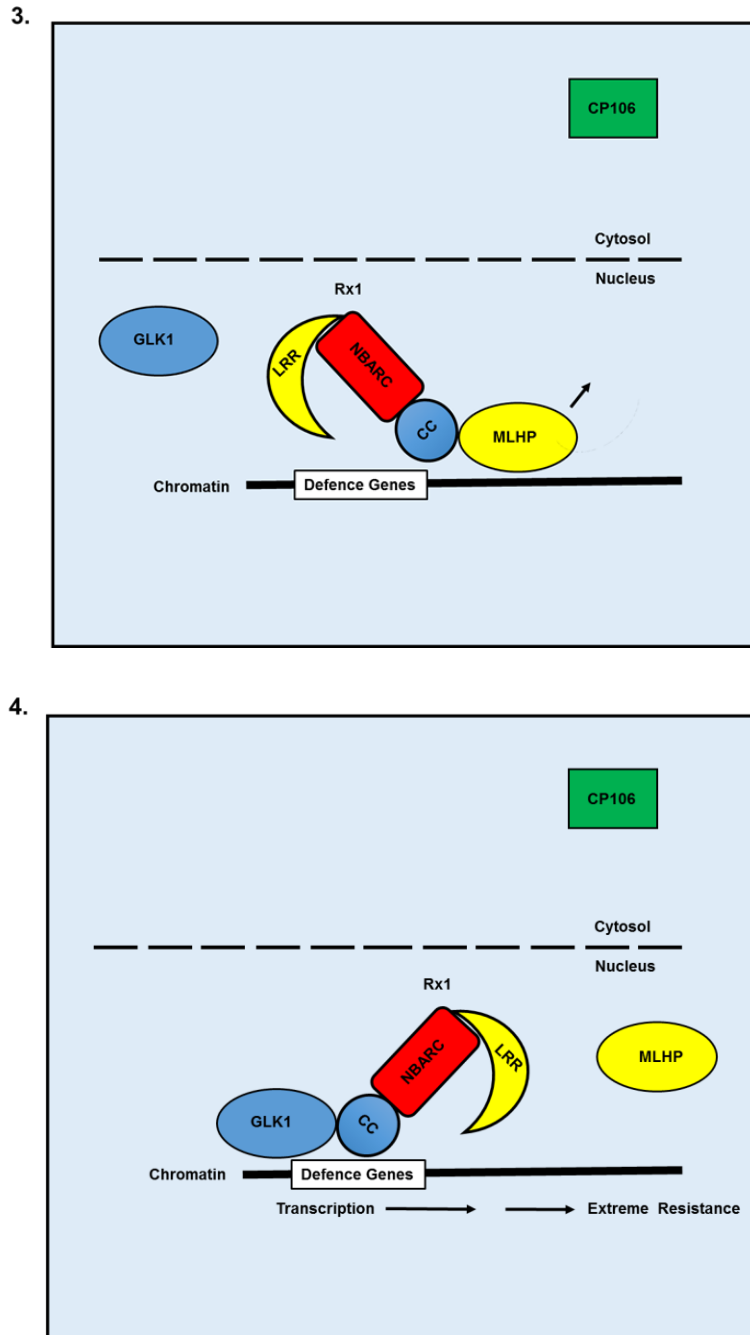 3.
CP106
Cytosol
Nucleus
Rx1
GLK1
LRR
NBARC
CC
MLHP
Chromatin
Defence Genes
4.
CP106
Cytosol
Nucleus
Rx1
NBARC
LRR
MLHP
GLK1
CC
Chromatin
Defence Genes
Transcription
Extreme Resistance